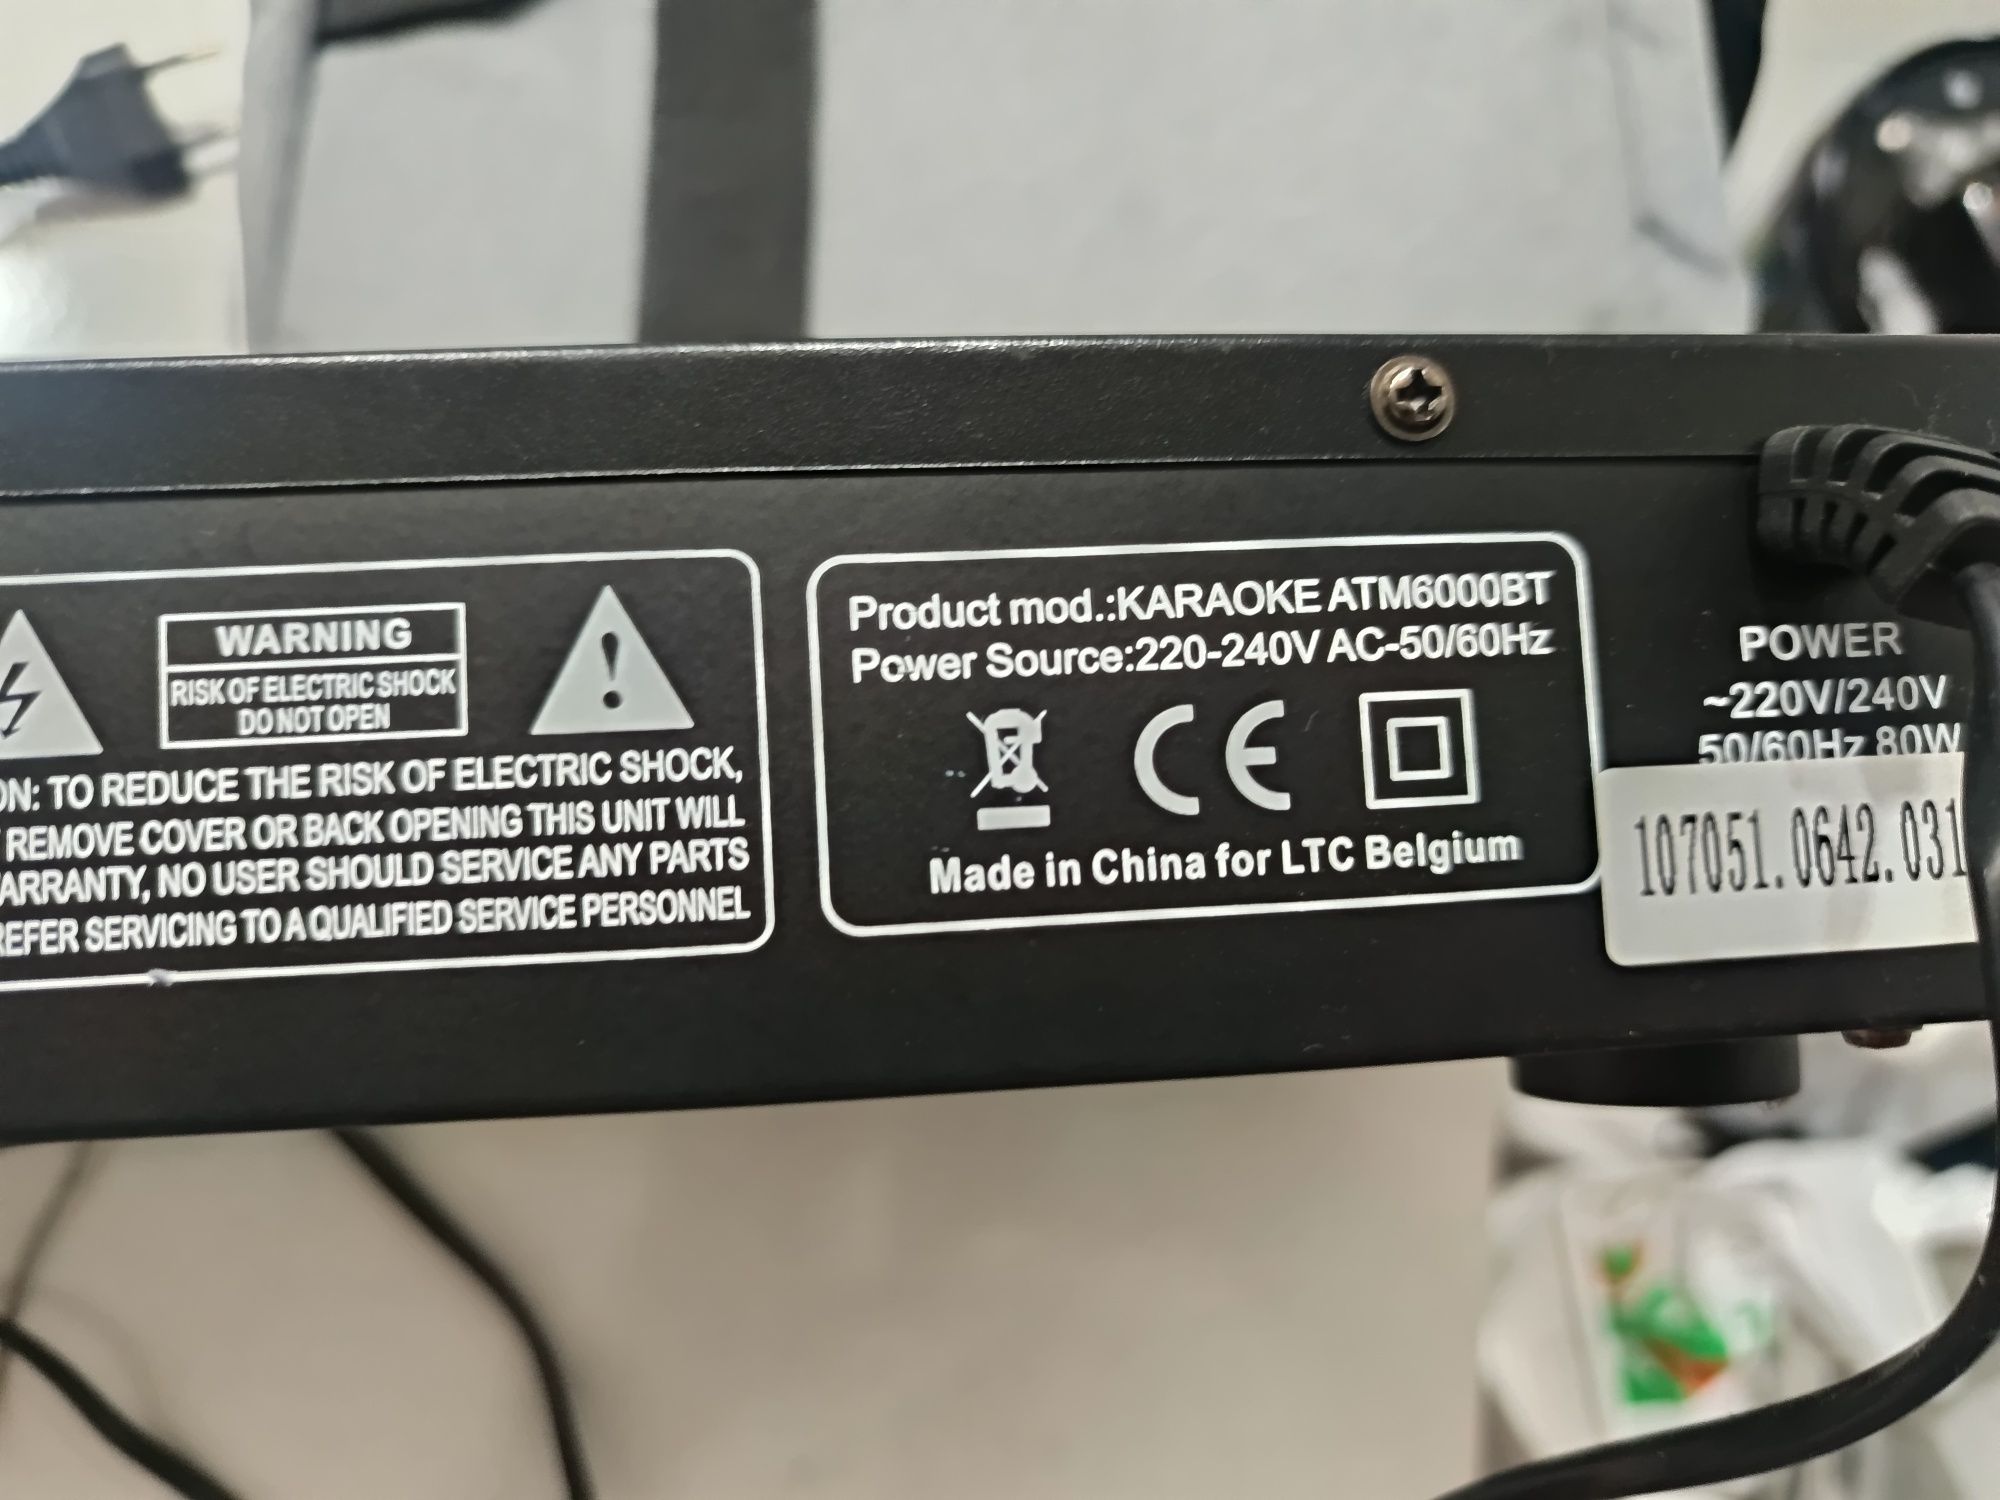 WARNING
RISK OF ELECTRIC SHOCK
DO NOT OPEN
ON: TO REDUCE THE RISK OF ELECTRIC SHOCK,
REMOVE COVER OR BACK OPENING THIS UNIT WILL
ARRANTY, NO USER SHOULD SERVICE ANY PARTS
REFER SERVICING TO A QUALIFIED SERVICE PERSONNEL
Product mod.:KARAOKE ATM6000BT
Power Source:220-240V AC-50/60Hz
CE
Made in China for LTC Belgium
POWER
~220V/240V
50/60Hz 80W
107051.0642.031